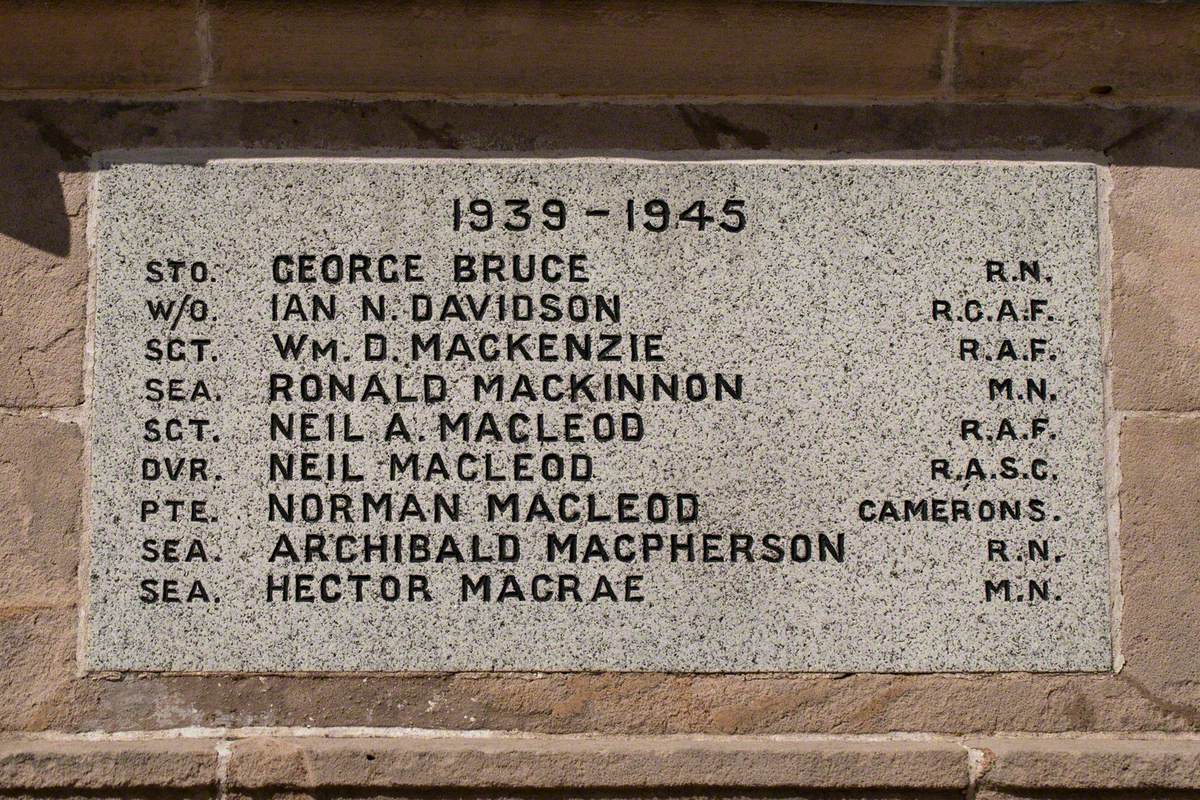 1939 – 1945
STO. GEORGE BRUCE R.N.
W/O. IAN N. DAVIDSON R.C.A.F.
SGT. WM. D. MACKENZIE R.A.F.
SEA. RONALD MACKINNON M.N.
SGT. NEIL A. MACLEOD R.A.F.
DVR. NEIL MACLEOD R.A.S.C.
PTE. NORMAN MACLEOD CAMERONS.
SEA. ARCHIBALD MACPHERSON R.N.
SEA. HECTOR MACRAE M.N.